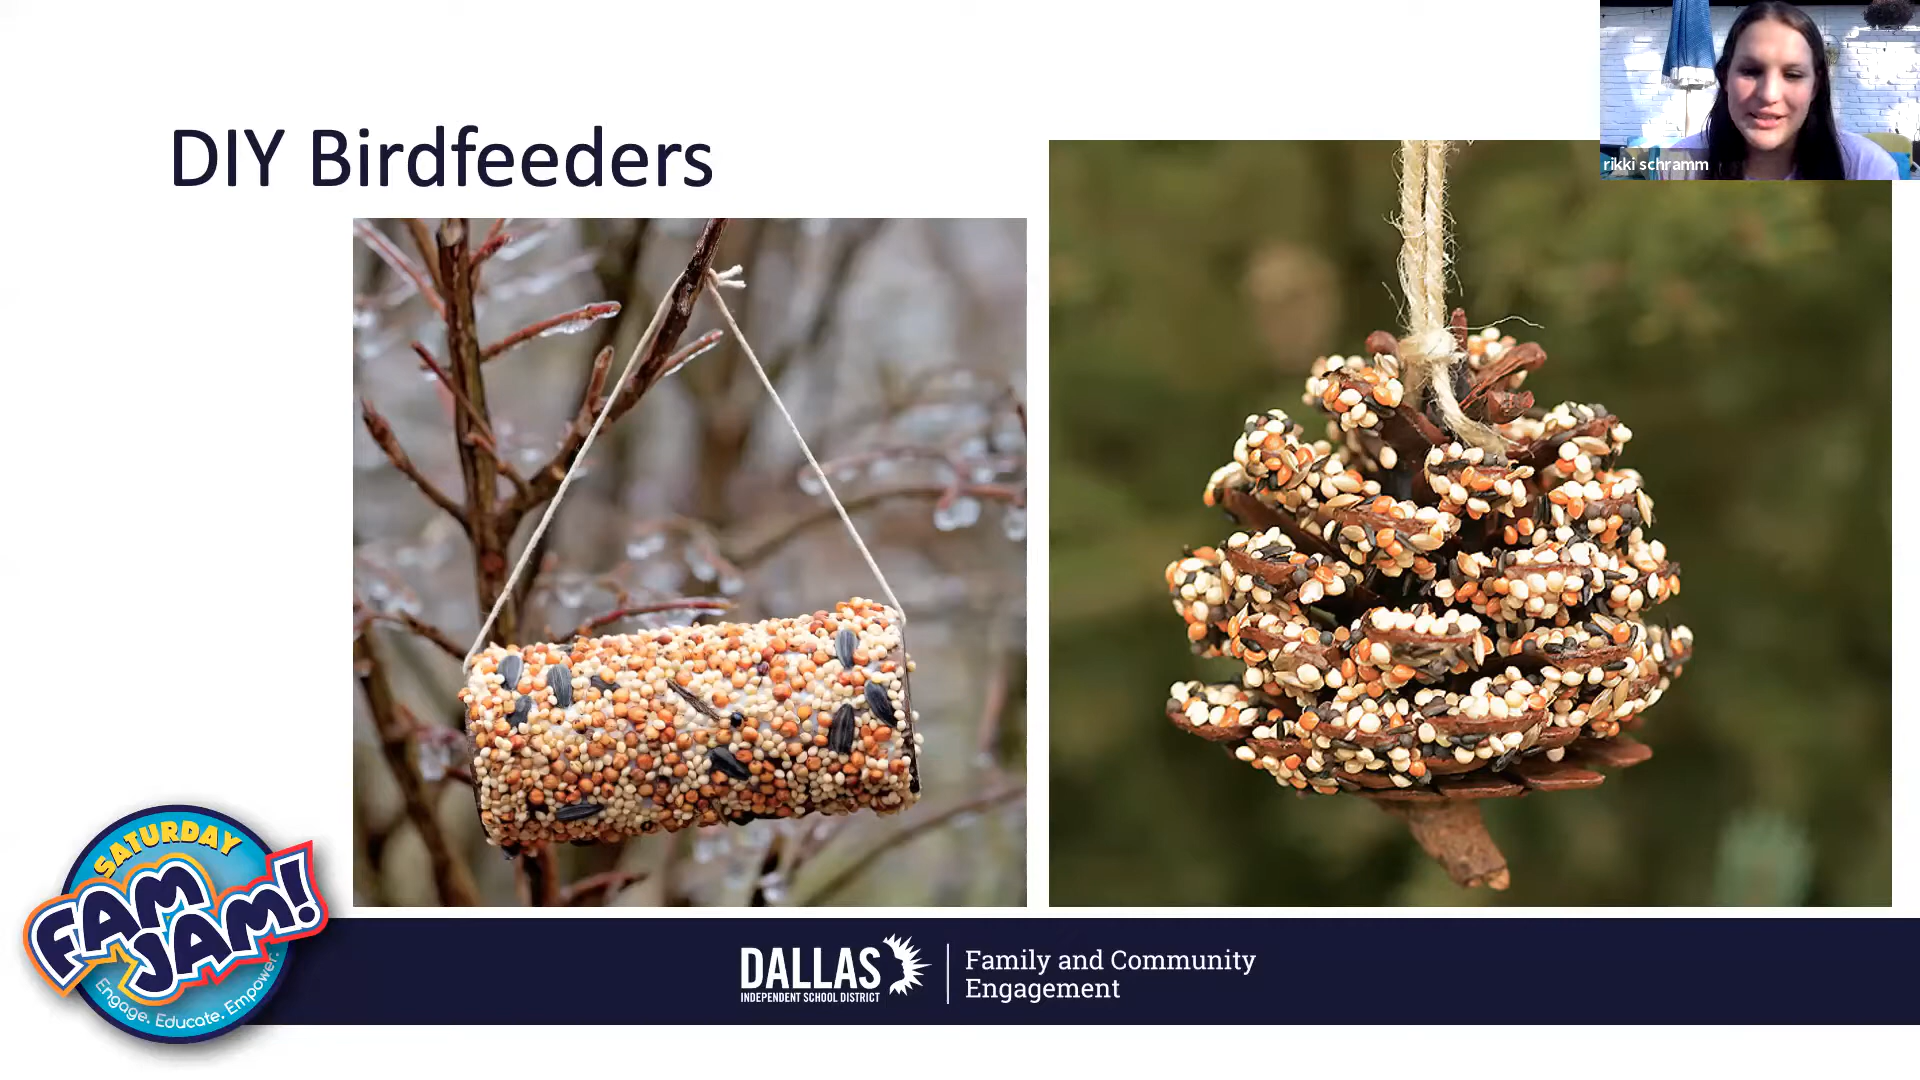 DIY Birdfeeders
rikki schramm
SATURDAY
FAM
JAM!
Engage. Educate. Empower.
DALLAS
INDEPENDENT SCHOOL DISTRICT
Family and Community
Engagement